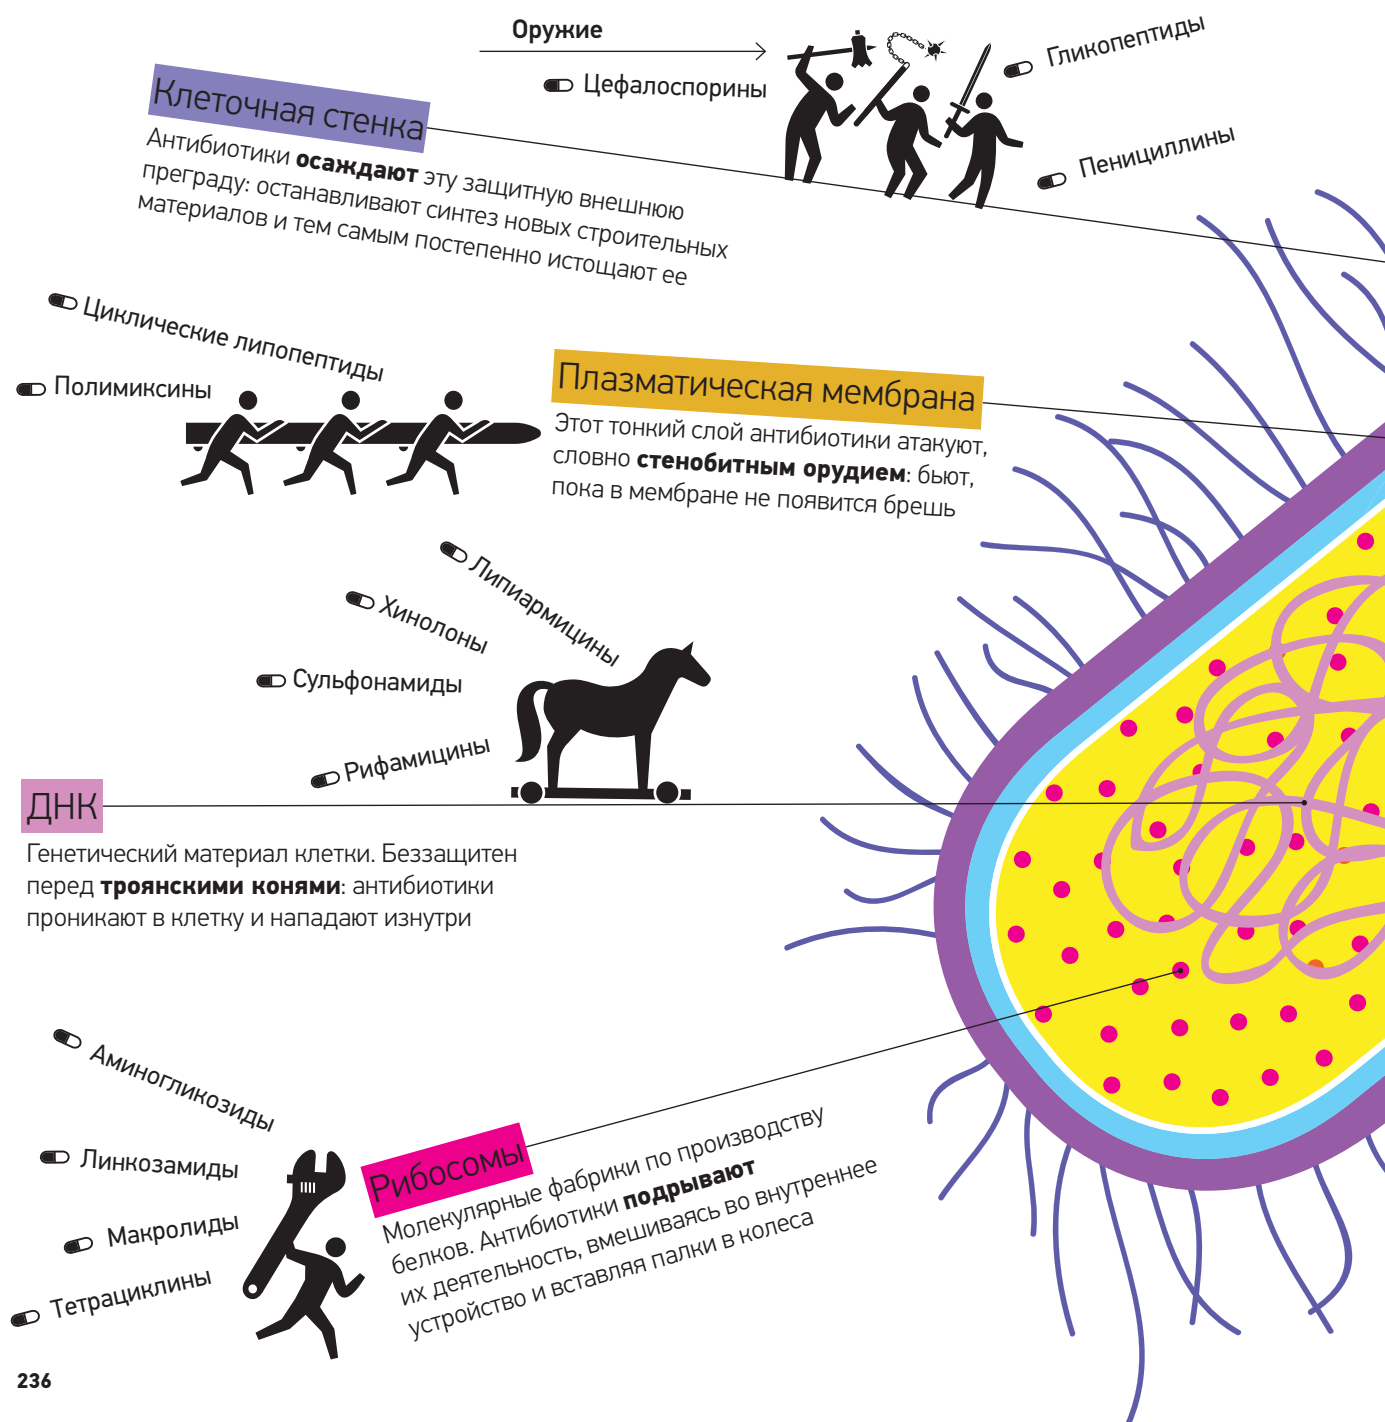 Оружие
Цефалоспорины
Гликопептиды
Пенициллины
Клеточная стенка
Антибиотики осаждают эту защитную внешнюю
преграду: останавливают синтез новых строительных
материалов и тем самым постепенно истощают ее
Циклические липопептиды
Полимиксины
Плазматическая мембрана
Этот тонкий слой антибиотики атакуют,
словно стенобитным орудием: бьют,
пока в мембране не появится брешь
Липиармицины
Хинолоны
Сульфонамиды
Рифамицины
ДНК
Генетический материал клетки. Беззащитен
перед троянскими конями: антибиотики
проникают в клетку и нападают изнутри
Аминогликозиды
Линкозамиды
Макролиды
Тетрациклины
Рибосомы
Молекулярные фабрики по производству
белков. Антибиотики подрывают
их деятельность, вмешиваясь во внутреннее
устройство и вставляя палки в колеса
236